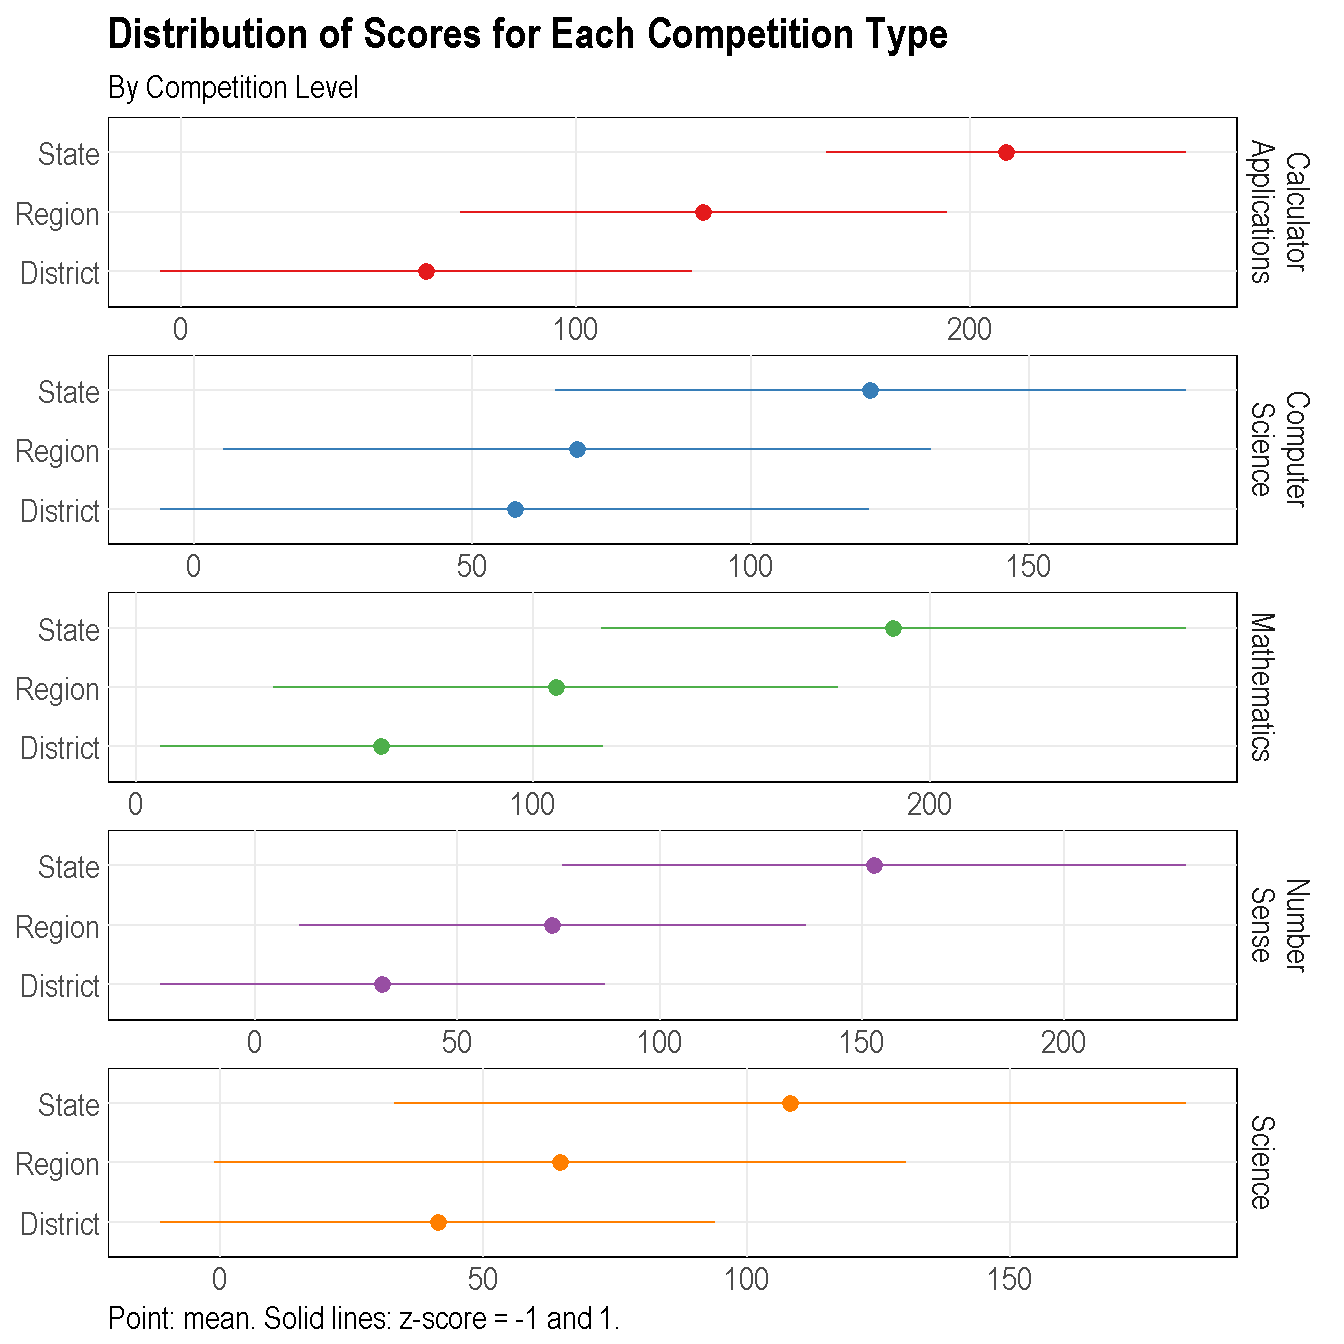 Distribution of Scores for Each Competition Type
By Competition Level
State
Region
District
Calculator
Applications
0 100 200
State
Region
District
Computer
Science
0 50 100 150
State
Region
District
Mathematics
0 100 200
State
Region
District
Number
Sense
0 50 100 150 200
State
Region
District
Science
0 50 100 150
Point: mean. Solid lines: z-score = -1 and 1.